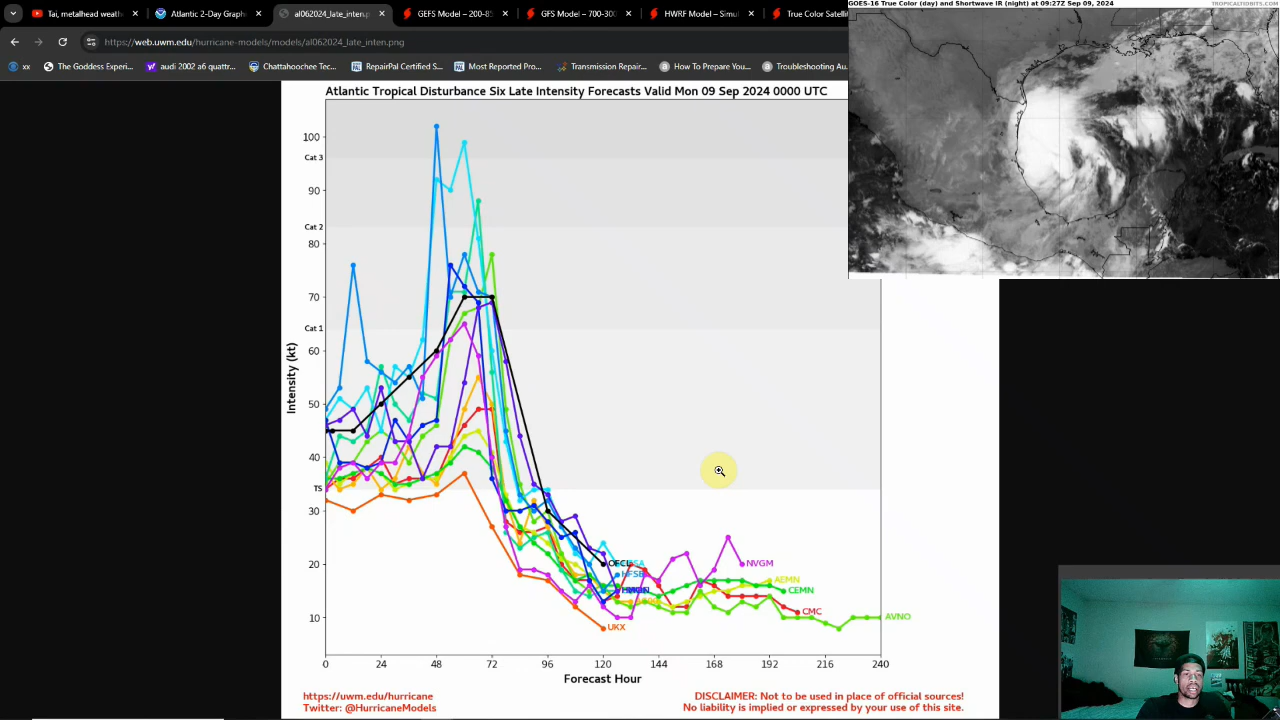 Tai, metal heada
Atlantic 2-Day Graph
al062024_late_inten.p
GEFS Model – 200-85
GFS Model – 700-300
HWRF Model – Simul
True Color Satelli
https://web.uwm.edu/hurricane-models/models/al062024_late_inten.png
xx
The Goddess Experi...
audi 2002 a6 quattr...
Chattahoochee Tec...
RepairPal Certified S...
Most Reported Pro...
Transmission Repair...
How To Prepare You...
Troubleshooting Au
GOES-16 True Color (day) and Shortwave IR (night) at 09:27Z Sep 09, 2024
TROPICALTIDBITS.COM
Atlantic Tropical Disturbance Six Late Intensity Forecasts Valid Mon 09 Sep 2024 0000 UTC
100
Cat 3
90
Cat 2
80
70
Cat 1
60
50
40
TS
30
20
10
Intensity (kt)
OFCL
HFSB
UKX
NVGM
AEMN
CEMN
CMC
AVNO
0 24 48 72 96 120 144 168 192 216 240
Forecast Hour
https://uwm.edu/hurricane
Twitter: @HurricaneModels
DISCLAIMER: Not to be used in place of official sources!
No liability is implied or expressed by your use of this site.